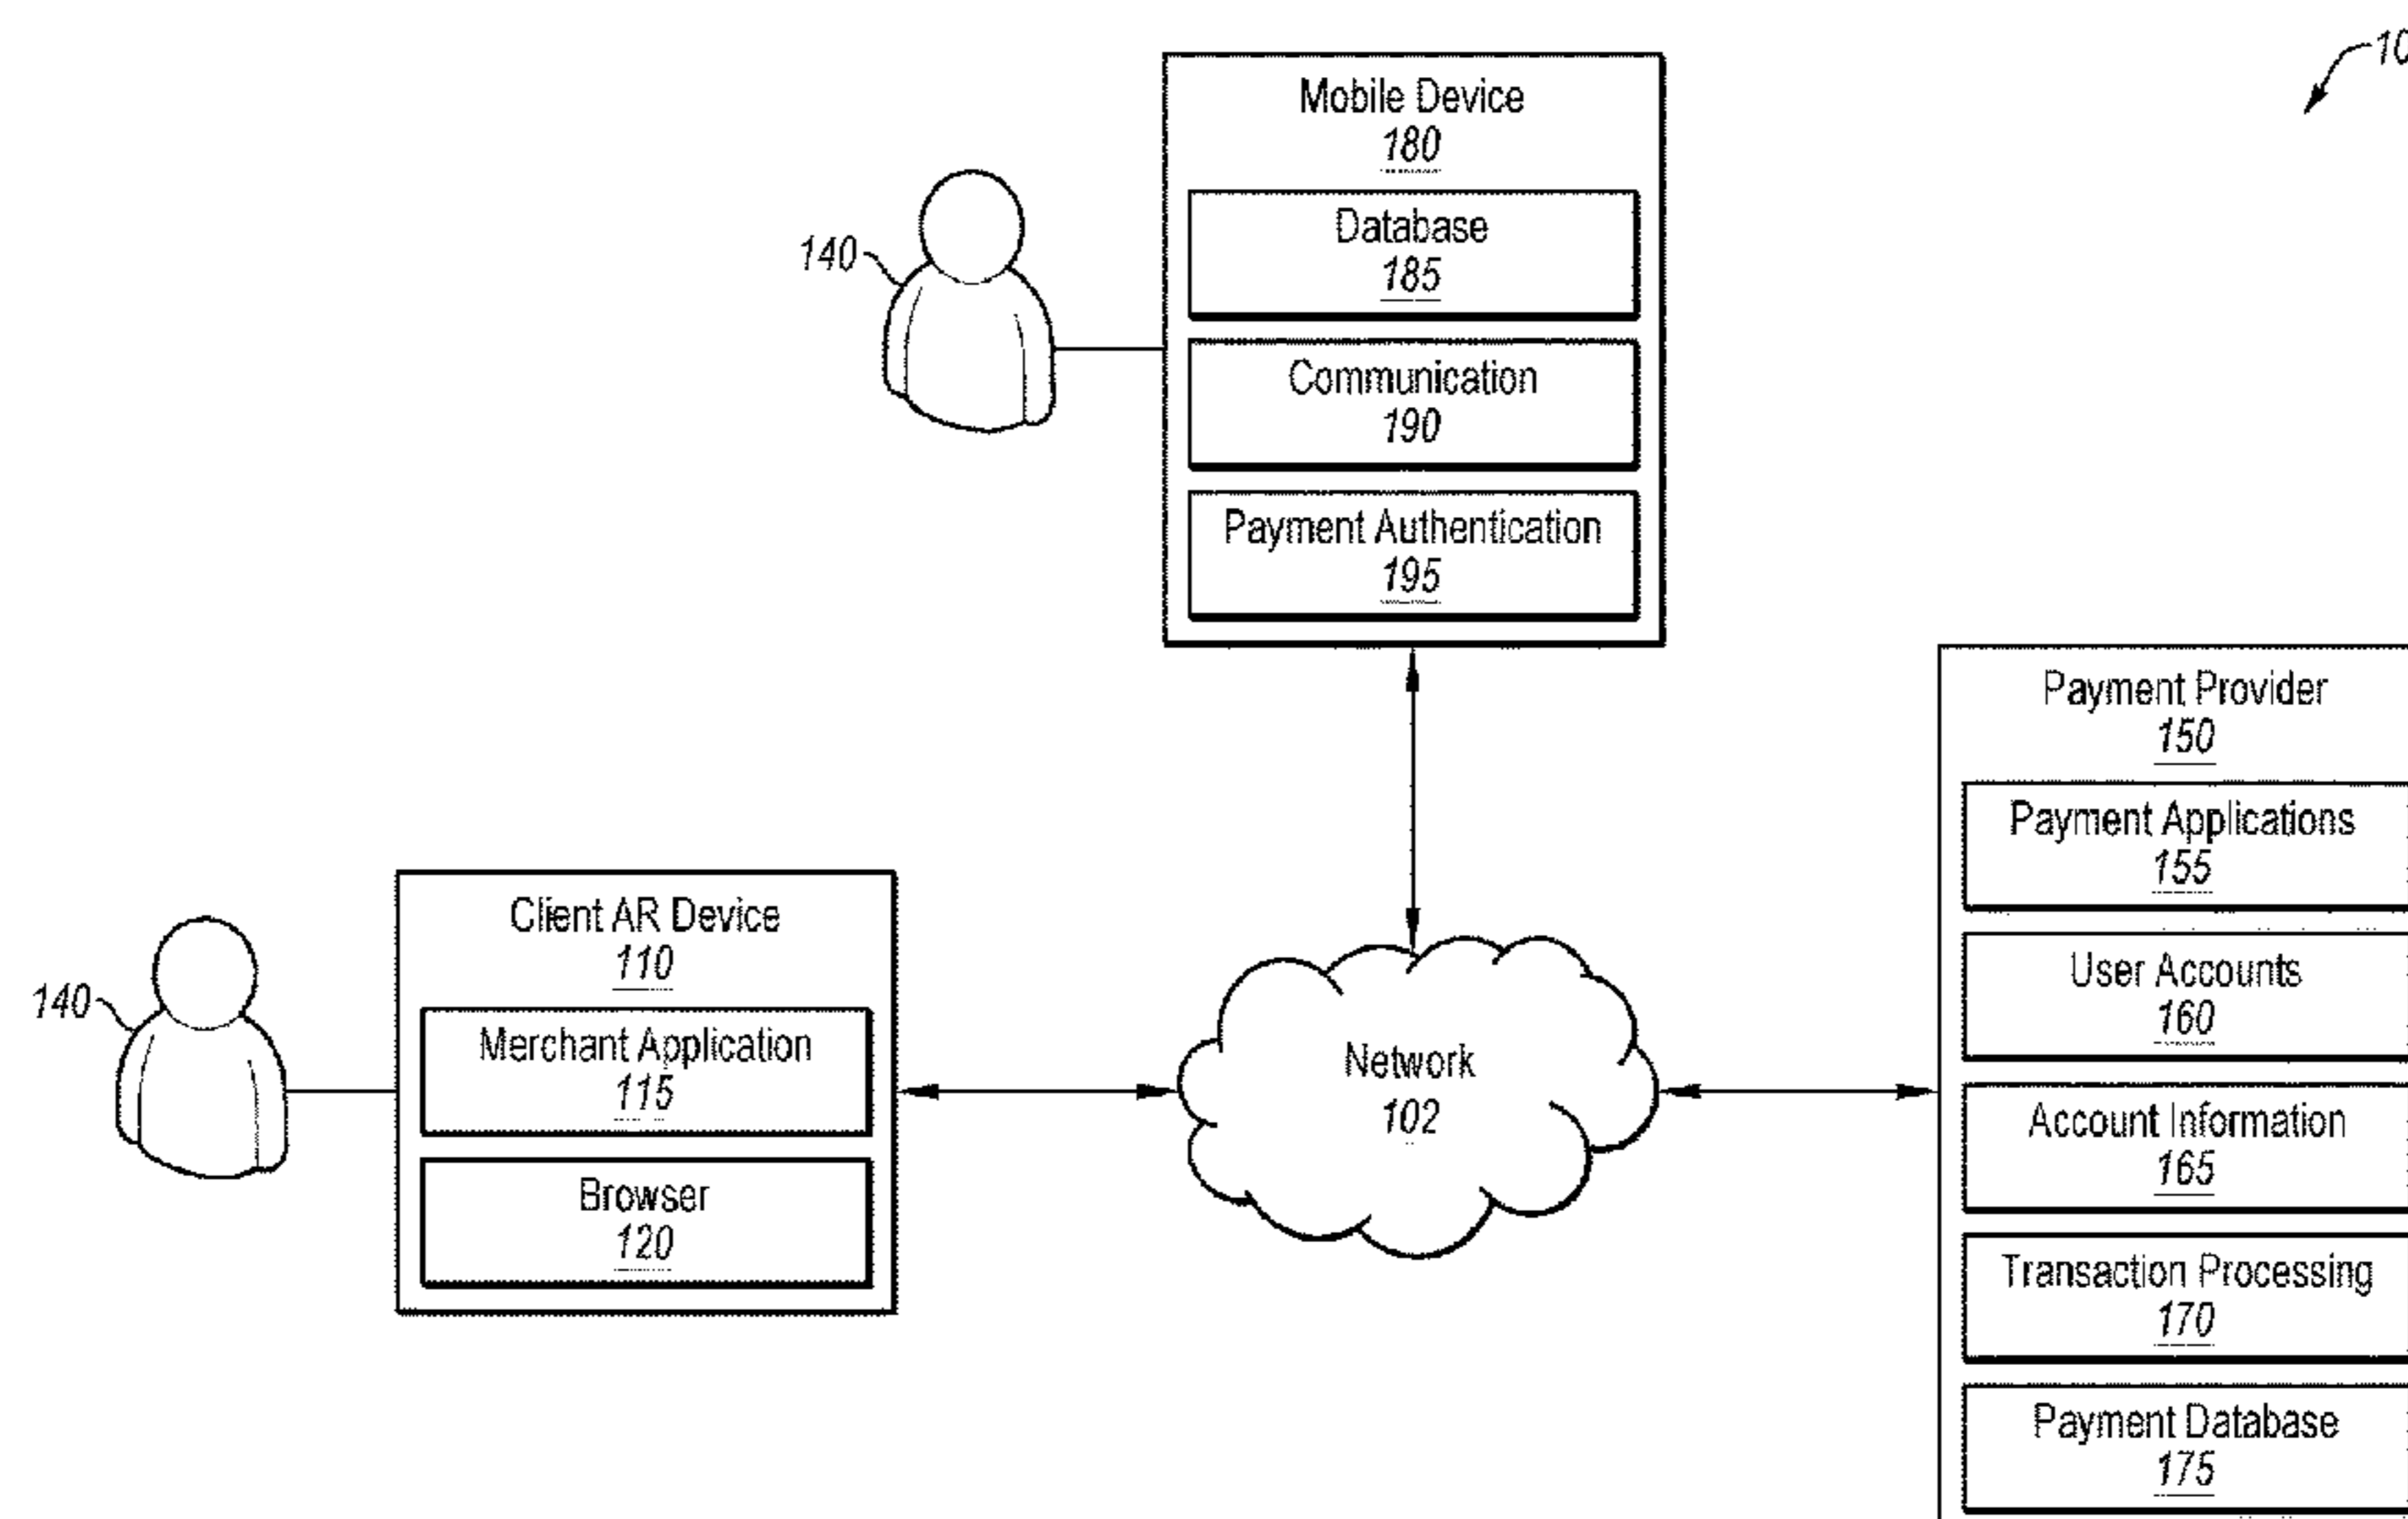 10
Mobile Device
180
Database
185
140
Communication
190
Payment Authentication
195
Payment Provider
150
Payment Applications
155
Client AR Device
110
User Accounts
160
140
Merchant Application
115
Network
102
Account Information
165
Browser
120
Transaction Processing
170
Payment Database
175